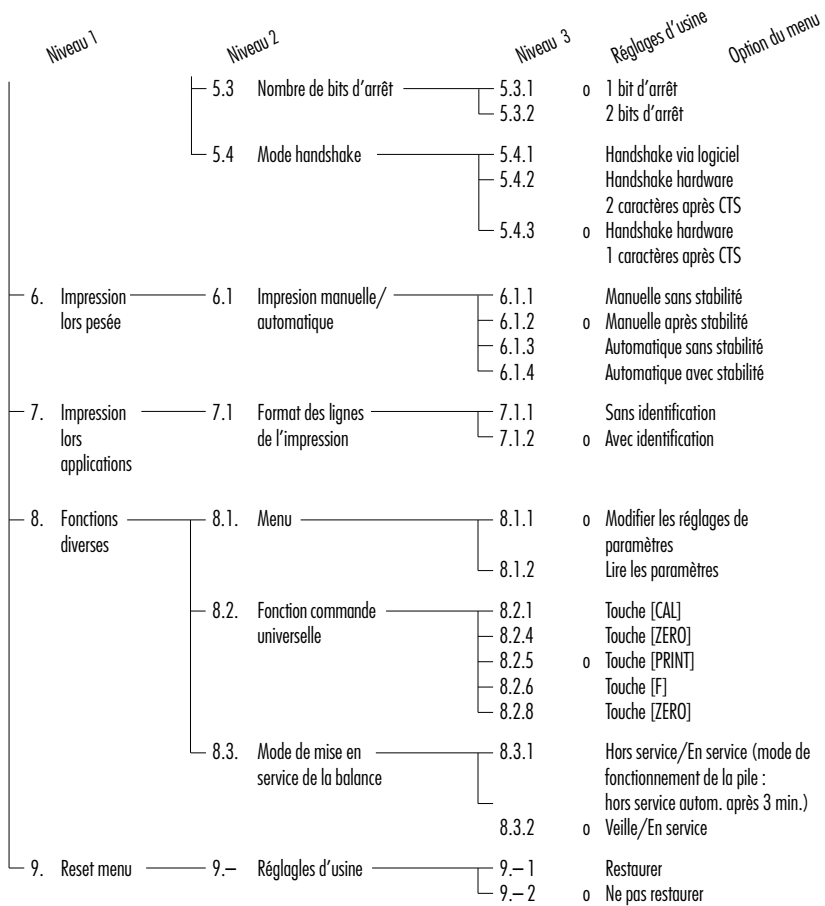 Niveau 1 Niveau 2 Niveau 3 Réglages d'usine Option du menu
5.3 Nombre de bits d'arrêt 5.3.1 o 1 bit d'arrêt
5.3.2 2 bits d'arrêt
5.4 Mode handshake 5.4.1 Handshake via logiciel
5.4.2 Handshake hardware
2 caractères après CTS
5.4.3 o Handshake hardware
1 caractères après CTS
6. Impression 6.1 Impresion manuelle/ 6.1.1 Manuelle sans stabilité
lors pesée automatique 6.1.2 o Manuelle après stabilité
6.1.3 Automatique sans stabilité
6.1.4 Automatique avec stabilité
7. Impression 7.1 Format des lignes 7.1.1 Sans identification
lors de l'impression 7.1.2 o Avec identification
applications
8. Fonctions 8.1. Menu 8.1.1 o Modifier les réglages de
diverses paramètres
8.1.2 Lire les paramètres
8.2. Fonction commande 8.2.1 Touche [CAL]
universelle 8.2.4 Touche [ZERO]
8.2.5 o Touche [PRINT]
8.2.6 Touche [F]
8.2.8 Touche [ZERO]
8.3. Mode de mise en 8.3.1 Hors service/En service (mode de
service de la balance fonctionnement de la pile :
hors service autom. après 3 min.)
8.3.2 o Veille/En service
9. Reset menu 9.– Réglagles d'usine 9.– 1 Restaurer
9.– 2 o Ne pas restaurer